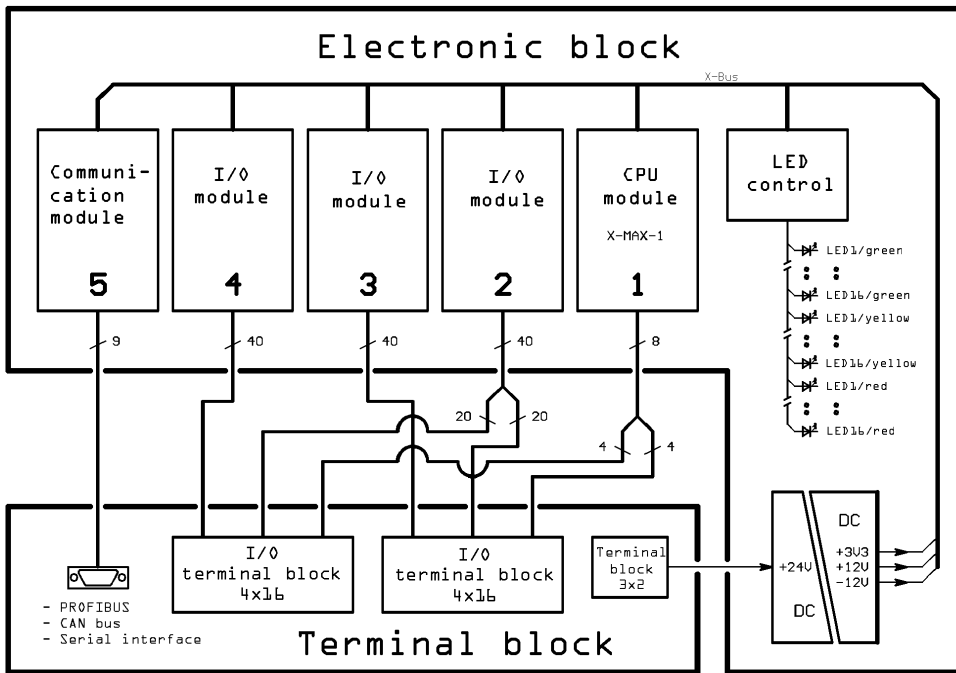 Electronic block
X-Bus
Communi-
cation
module
5
I/O
module
4
I/O
module
3
I/O
module
2
CPU
module
X-MAX-1
1
LED
control
LED1/green
LED16/green
LED1/yellow
LED16/yellow
LED1/red
LED16/red
9
40
40
40
8
20
20
4
4
I/O
terminal block
4x16
I/O
terminal block
4x16
Terminal
block
3x2
+24V
DC
DC
+3V3
+12V
-12V
- PROFIBUS
- CAN bus
- Serial interface
Terminal block